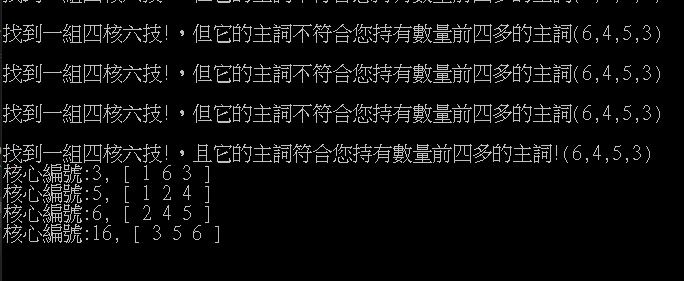 找到一組四核六技!,但它的主詞不符合您持有數量前四多的主詞(6,4,5,3)
找到一組四核六技!,但它的主詞不符合您持有數量前四多的主詞(6,4,5,3)
找到一組四核六技!,但它的主詞不符合您持有數量前四多的主詞(6,4,5,3)
找到一組四核六技!,且它的主詞符合您持有數量前四多的主詞!(6,4,5,3)
核心編號:3, [ 1 6 3 ]
核心編號:5, [ 1 2 4 ]
核心編號:6, [ 2 4 5 ]
核心編號:16, [ 3 5 6 ]